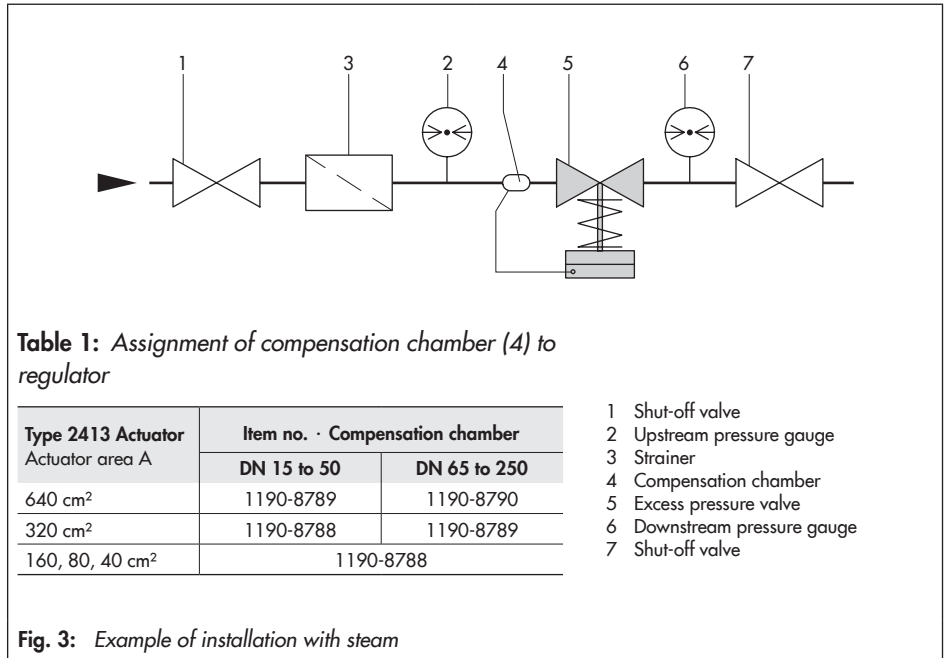 1 3 2 4 5 6 7
Table 1: Assignment of compensation chamber (4) to
regulator
Type 2413 Actuator
Actuator area A
Item no. · Compensation chamber
DN 15 to 50 DN 65 to 250
640 cm² 1190-8789 1190-8790
320 cm² 1190-8788 1190-8789
160, 80, 40 cm² 1190-8788
1 Shut-off valve
2 Upstream pressure gauge
3 Strainer
4 Compensation chamber
5 Excess pressure valve
6 Downstream pressure gauge
7 Shut-off valve
Fig. 3: Example of installation with steam